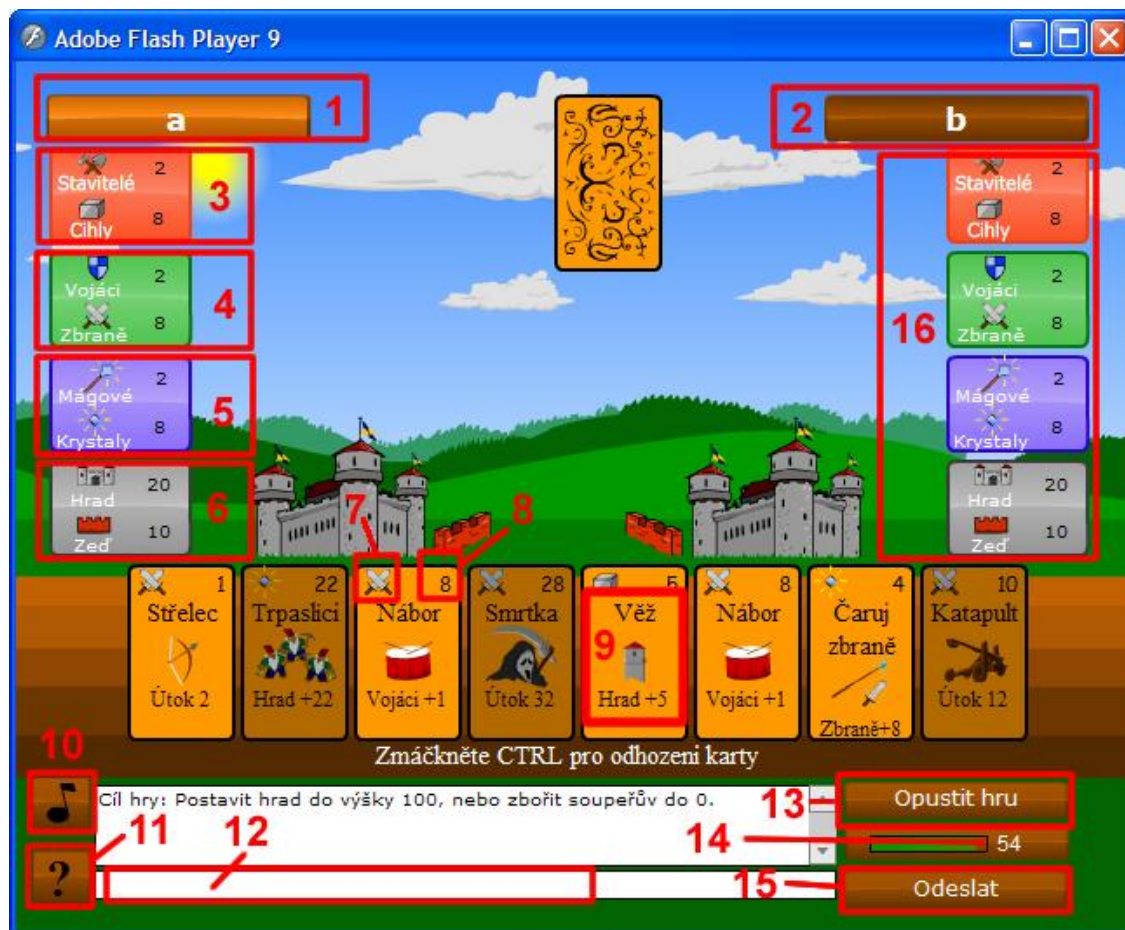 Adobe Flash Player 9
a
1
2
b
Stavitelé 2
Cihly 8
3
Vojáci 2
Zbraně 8
4
Mágové 2
Krystaly 8
5
Hrad 20
Zeď 10
6
Stavitelé 2
Cihly 8
Vojáci 2
Zbraně 8
16
Mágové 2
Krystaly 8
Hrad 20
Zeď 10
7
8
1
Střelec
Útok 2
22
Trpaslici
Hrad +22
8
Nábor
Vojáci +1
28
Smrtka
Útok 32
5
Věž
9
Hrad +5
8
Nábor
Vojáci +1
4
Čaruj
zbraně
Zbraně+8
10
Katapult
Útok 12
Zmáčkněte CTRL pro odhozeni karty
10
Cíl hry: Postavit hrad do výšky 100, nebo zbořit soupeřův do 0.
13
Opustit hru
11
12
14
54
?
15
Odeslat